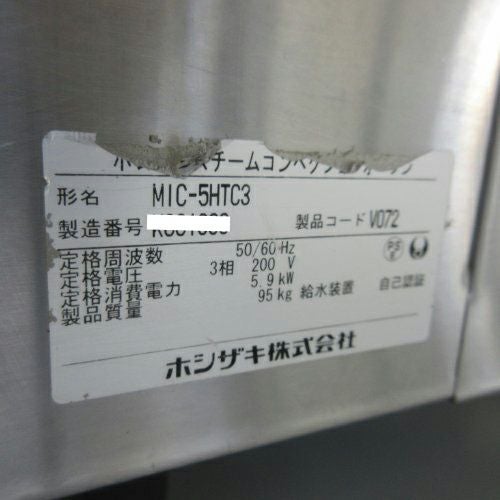 スチームコンベクションオーブン
形名 MIC-5HTC3
製造番号
製品コード V072
定格周波数 50/60 Hz
定格電圧 3相 200 V
定格消費電力 5.9 kW
製品質量 95 kg 給水装置 自己認証
PS
E
ホシザキ株式会社